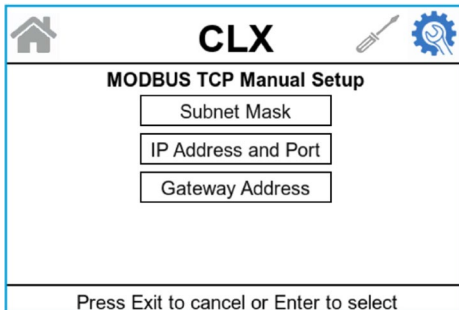 CLX
MODBUS TCP Manual Setup
Subnet Mask
IP Address and Port
Gateway Address
Press Exit to cancel or Enter to select